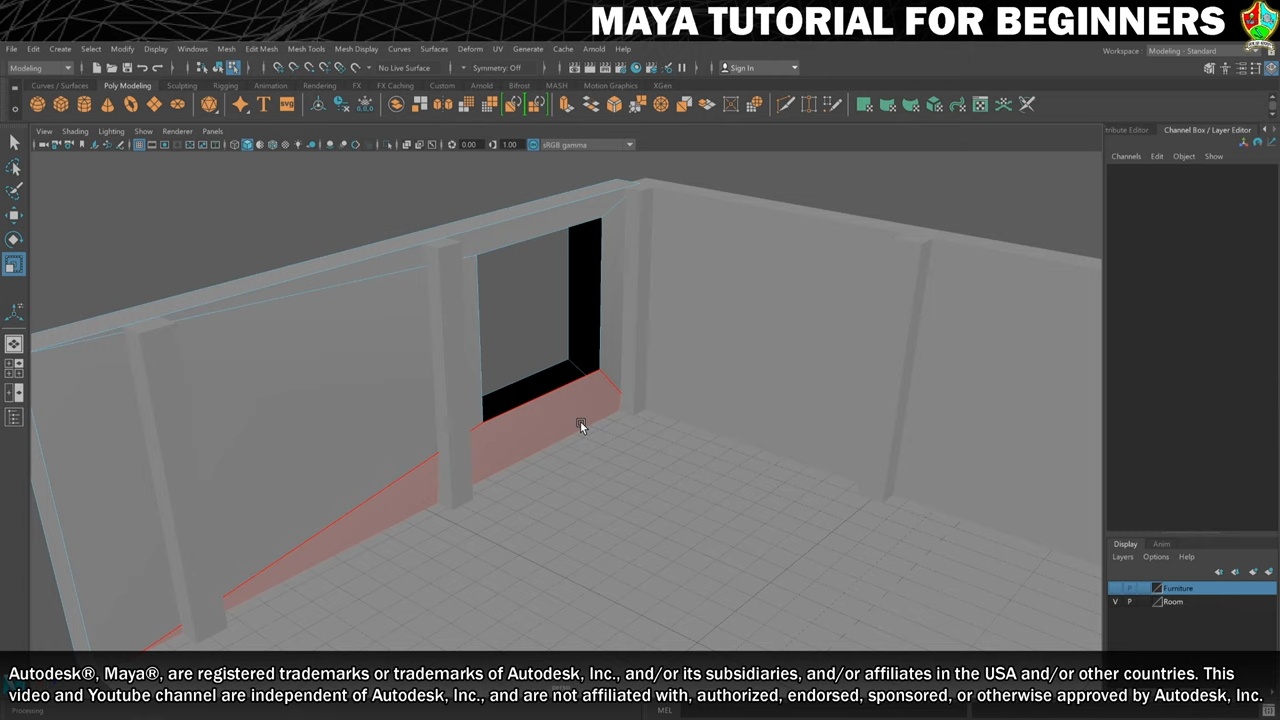 MAYA TUTORIAL FOR BEGINNERS
File Edit Create Select Modify Display Windows Mesh Edit Mesh Mesh Tools Mesh Display Curves Surfaces Deform UV Generate Cache Arnold Help
Workspace : Modeling - Standard
Modeling No Live Surface Symmetry: Off Sign In
Curves / Surfaces Poly Modeling Sculpting Rigging Animation Rendering FX FX Caching Custom Arnold Bifrost MASH Motion Graphics XGen
View Shading Lighting Show Renderer Panels
tribute Editor Channel Box / Layer Editor
0.00 1.00 sRGB gamma
Channels Edit Object Show
Display Anim
Layers Options Help
P Furniture
V P Room
Autodesk®, Maya®, are registered trademarks or trademarks of Autodesk, Inc., and/or its subsidiaries, and/or affiliates in the USA and/or other countries. This
video and Youtube channel are independent of Autodesk, Inc., and are not affiliated with, authorized, endorsed, sponsored, or otherwise approved by Autodesk, Inc.
Processing
MEL